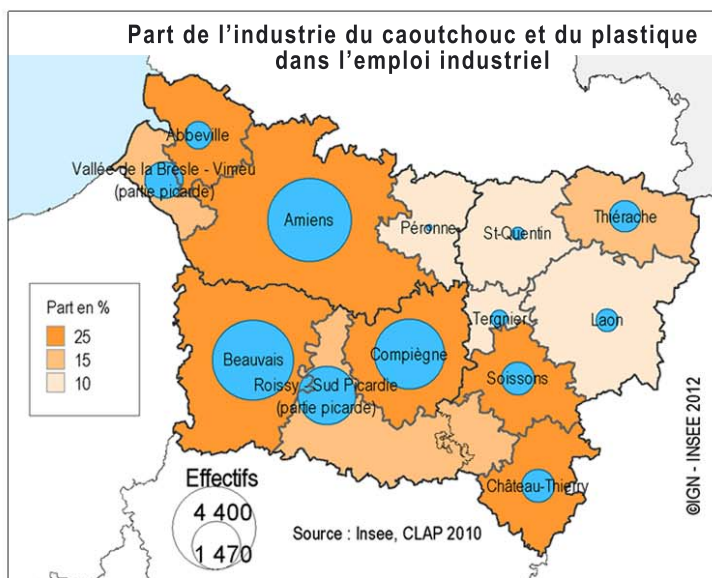 Part de l’industrie du caoutchouc et du plastique
dans l’emploi industriel
Abbeville
Vallée de la Bresle - Vimeu
(partie picarde)
Amiens
Péronne
St-Quentin
Thiérache
Part en %
25
15
10
Beauvais
Compiègne
Tergnier
Laon
Roissy - Sud Picardie
(partie picarde)
Soissons
Château-Thierry
Effectifs
4 400
1 470
Source : Insee, CLAP 2010
©IGN - INSEE 2012